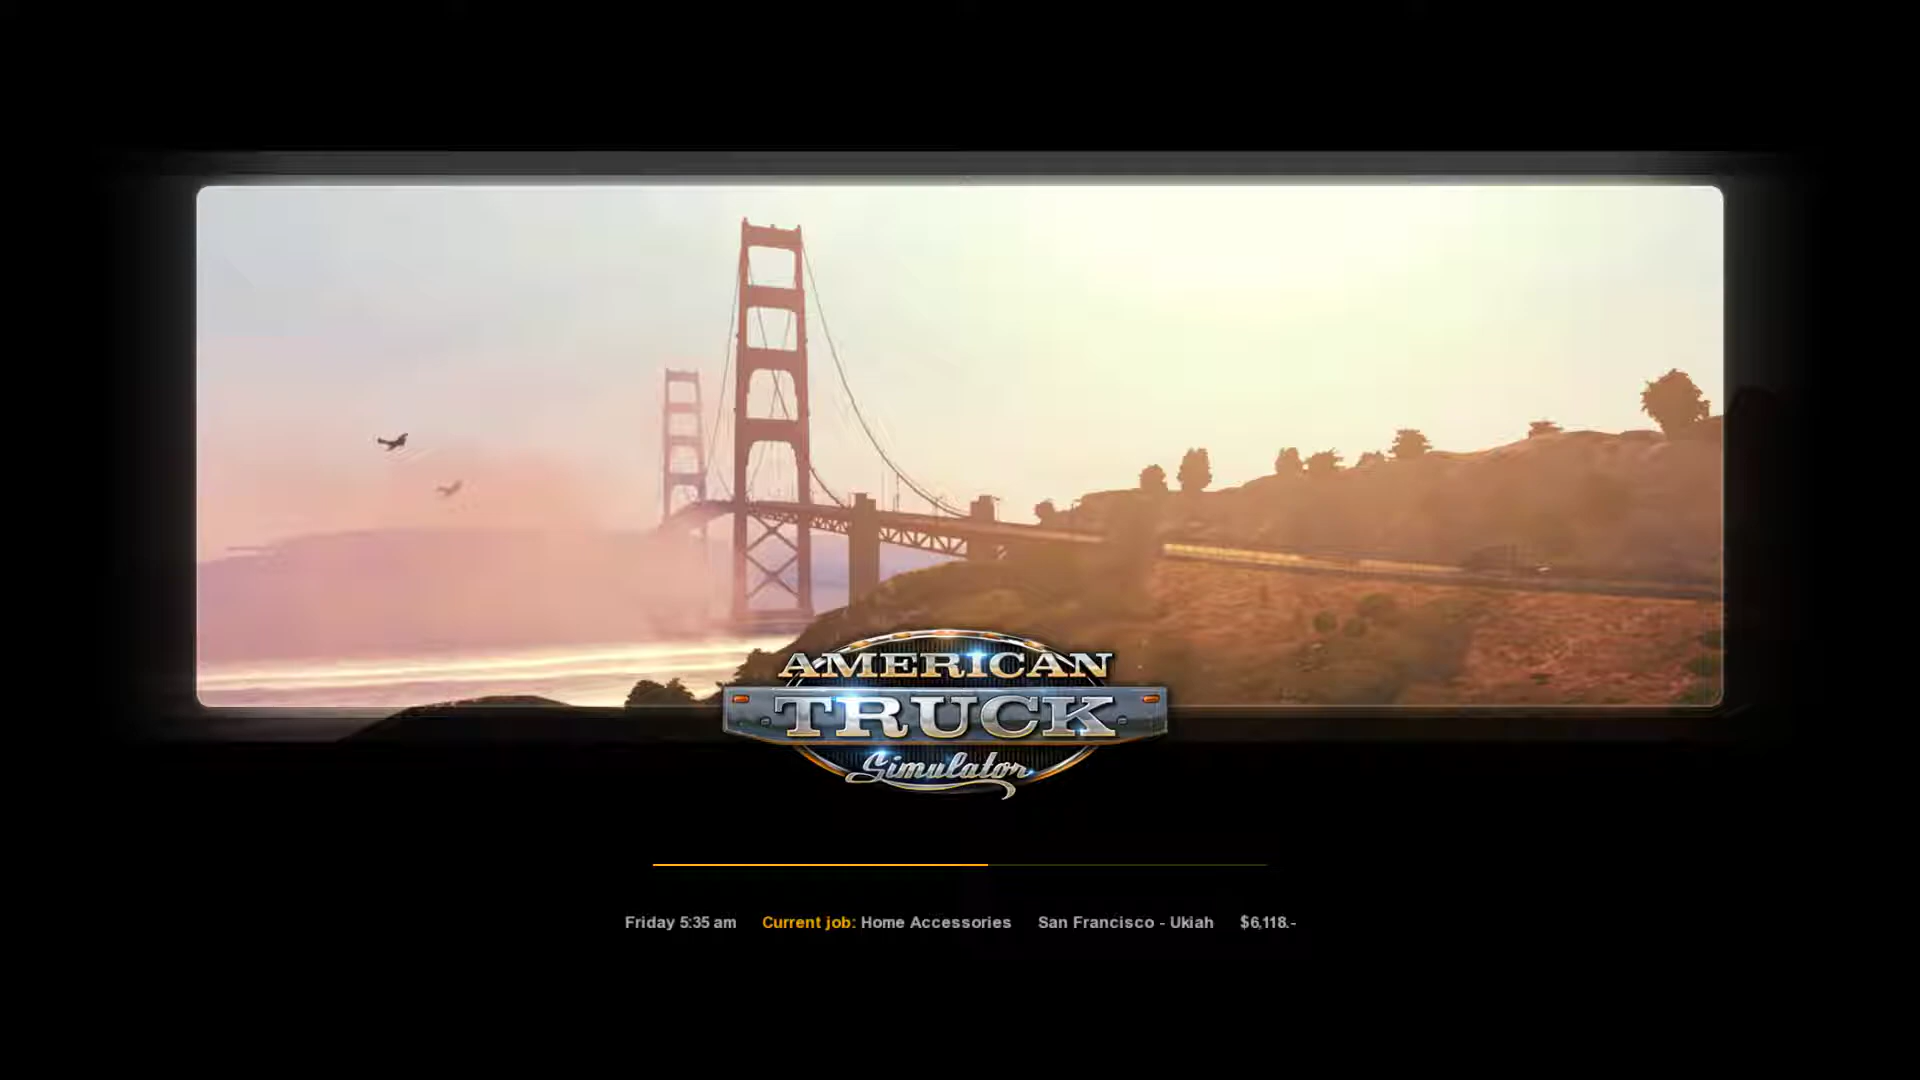 AMERICAN
TRUCK
Simulator
Friday 5:35 am Current job: Home Accessories San Francisco - Ukiah $6,118.-